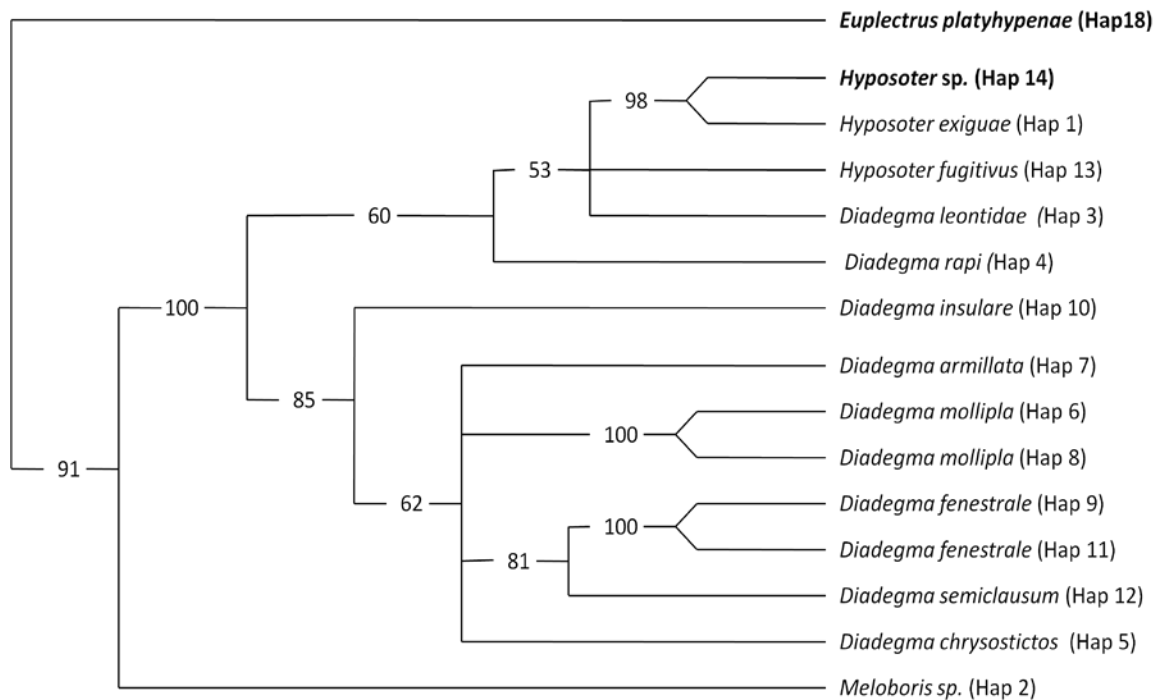 Euplectrus platyhypenae (Hap18)
Hyposoter sp. (Hap 14)
98
Hyposoter exiguae (Hap 1)
53
Hyposoter fugitivus (Hap 13)
60
Diadegma leontidae (Hap 3)
Diadegma rapi (Hap 4)
100
Diadegma insulare (Hap 10)
Diadegma armillata (Hap 7)
85
Diadegma mollipla (Hap 6)
100
Diadegma mollipla (Hap 8)
91
62
Diadegma fenestrale (Hap 9)
100
Diadegma fenestrale (Hap 11)
81
Diadegma semiclausum (Hap 12)
Diadegma chrysostictos (Hap 5)
Meloboris sp. (Hap 2)